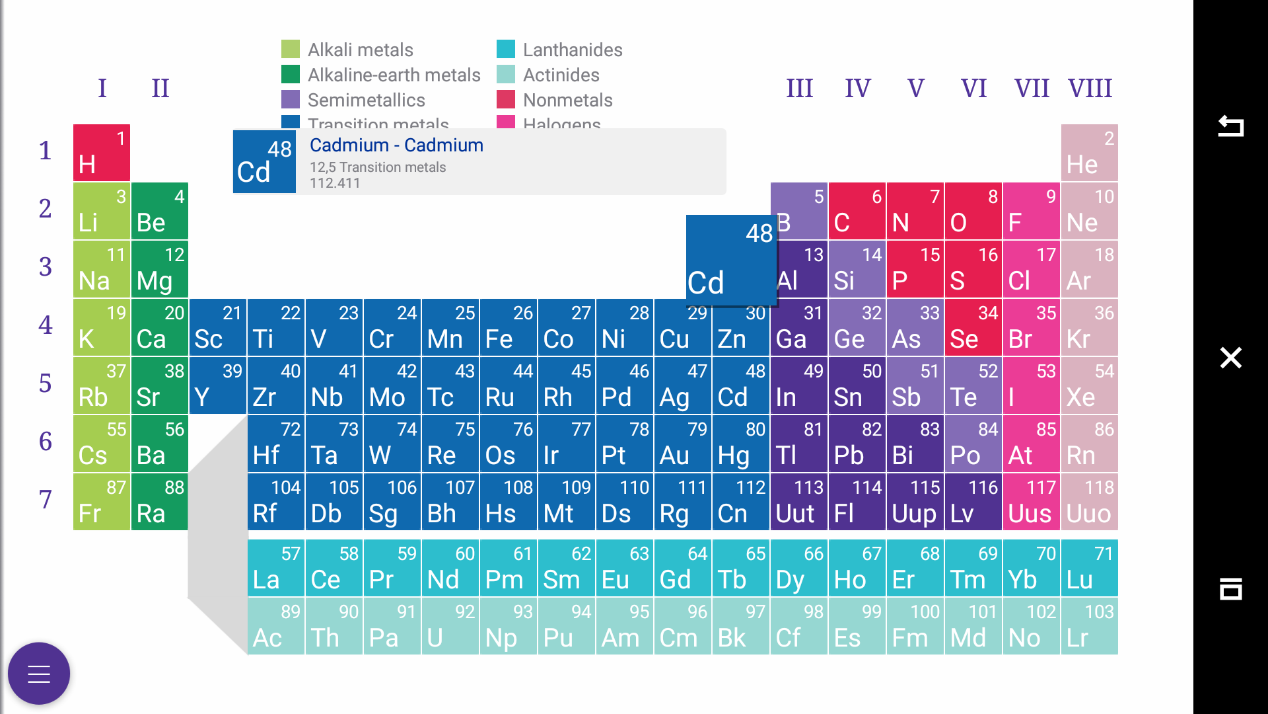 Alkali metals Lanthanides
I II Alkaline-earth metals Actinides III IV V VI VII VIII
Semimetallics Nonmetals
Transition metals Halogens
1 1 H 2 He
48 Cd Cadmium - Cadmium
12,5 Transition metals
112.411
2 3 Li 4 Be 5 B 6 C 7 N 8 O 9 F 10 Ne
48 Cd
3 11 Na 12 Mg 13 Al 14 Si 15 P 16 S 17 Cl 18 Ar
4 19 K 20 Ca 21 Sc 22 Ti 23 V 24 Cr 25 Mn 26 Fe 27 Co 28 Ni 29 Cu 30 Zn 31 Ga 32 Ge 33 As 34 Se 35 Br 36 Kr
5 37 Rb 38 Sr 39 Y 40 Zr 41 Nb 42 Mo 43 Tc 44 Ru 45 Rh 46 Pd 47 Ag 48 Cd 49 In 50 Sn 51 Sb 52 Te 53 I 54 Xe
6 55 Cs 56 Ba 72 Hf 73 Ta 74 W 75 Re 76 Os 77 Ir 78 Pt 79 Au 80 Hg 81 Tl 82 Pb 83 Bi 84 Po 85 At 86 Rn
7 87 Fr 88 Ra 104 Rf 105 Db 106 Sg 107 Bh 108 Hs 109 Mt 110 Ds 111 Rg 112 Cn 113 Uut 114 Fl 115 Uup 116 Lv 117 Uus 118 Uuo
57 La 58 Ce 59 Pr 60 Nd 61 Pm 62 Sm 63 Eu 64 Gd 65 Tb 66 Dy 67 Ho 68 Er 69 Tm 70 Yb 71 Lu
89 Ac 90 Th 91 Pa 92 U 93 Np 94 Pu 95 Am 96 Cm 97 Bk 98 Cf 99 Es 100 Fm 101 Md 102 No 103 Lr